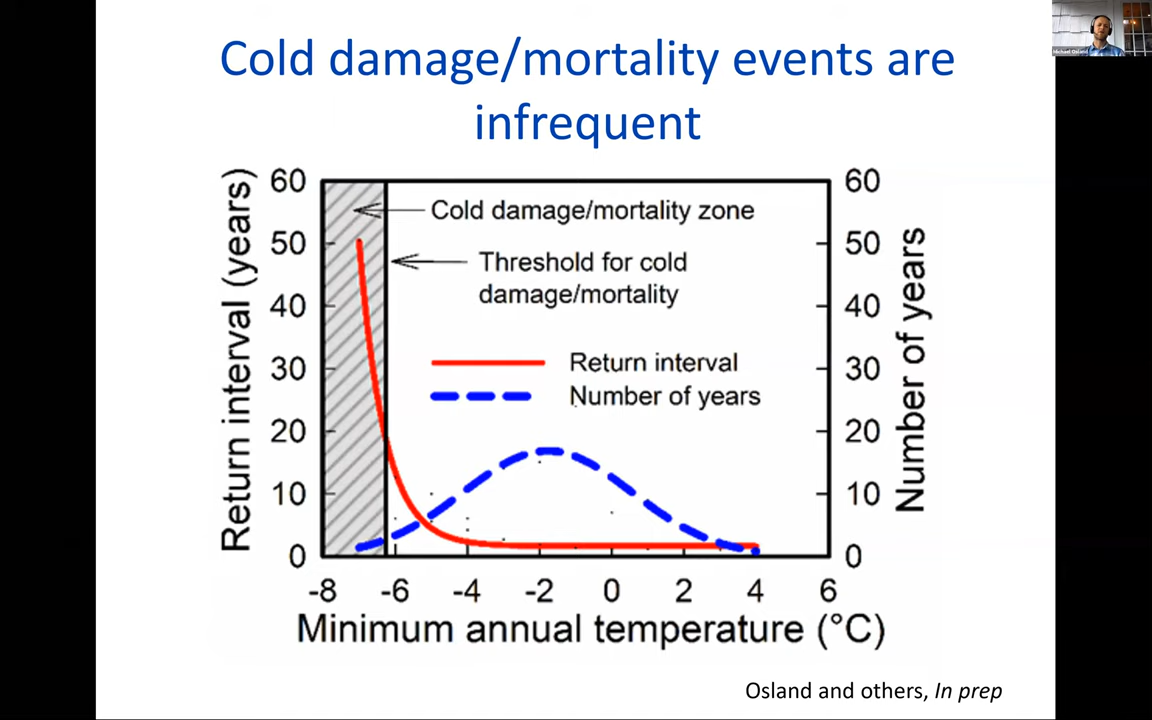 Cold damage/mortality events are
infrequent
Michael Osland
Return interval (years)
60
50
40
30
20
10
0
Cold damage/mortality zone
Threshold for cold
damage/mortality
Return interval
Number of years
60
50
40
30
20
10
0
Number of years
-8 -6 -4 -2 0 2 4 6
Minimum annual temperature (°C)
Osland and others, In prep